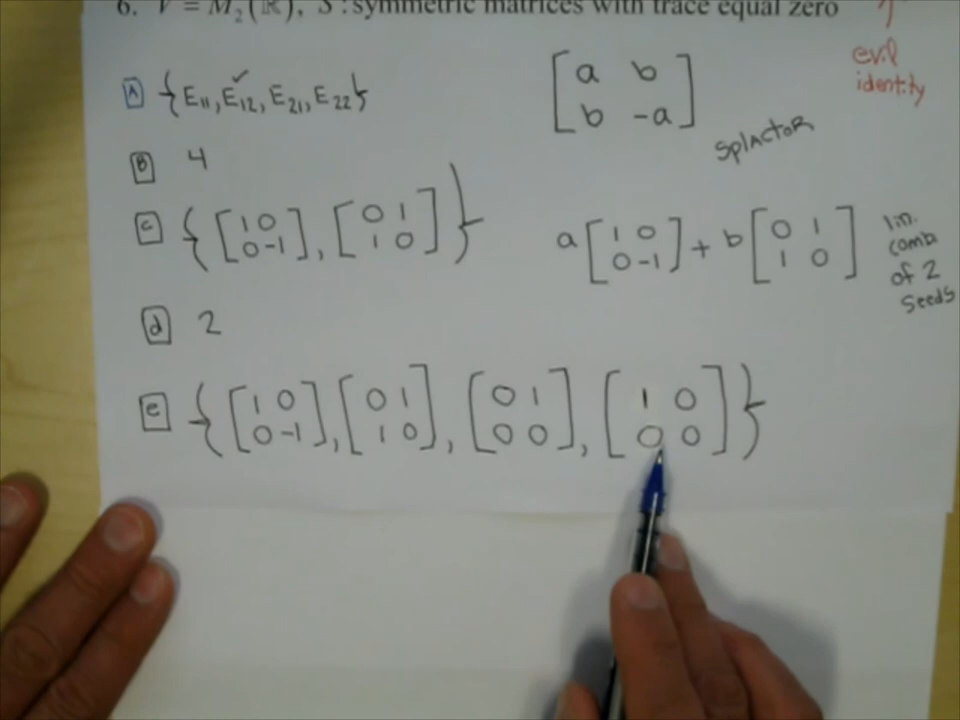 6. V = M₂(ℝ), S : symmetric matrices with trace equal zero
evil
identity
A {E₁₁, E₁₂, E₂₁, E₂₂}
✓
[a b
b -a]
SplActor
B 4
c {[1 0
0 -1], [0 1
1 0]}
a[1 0
0 -1] + b[0 1
1 0]
lin.
comb
of 2
seeds
d 2
e {[1 0
0 -1], [0 1
1 0], [0 1
0 0], [1 0
0 0]}